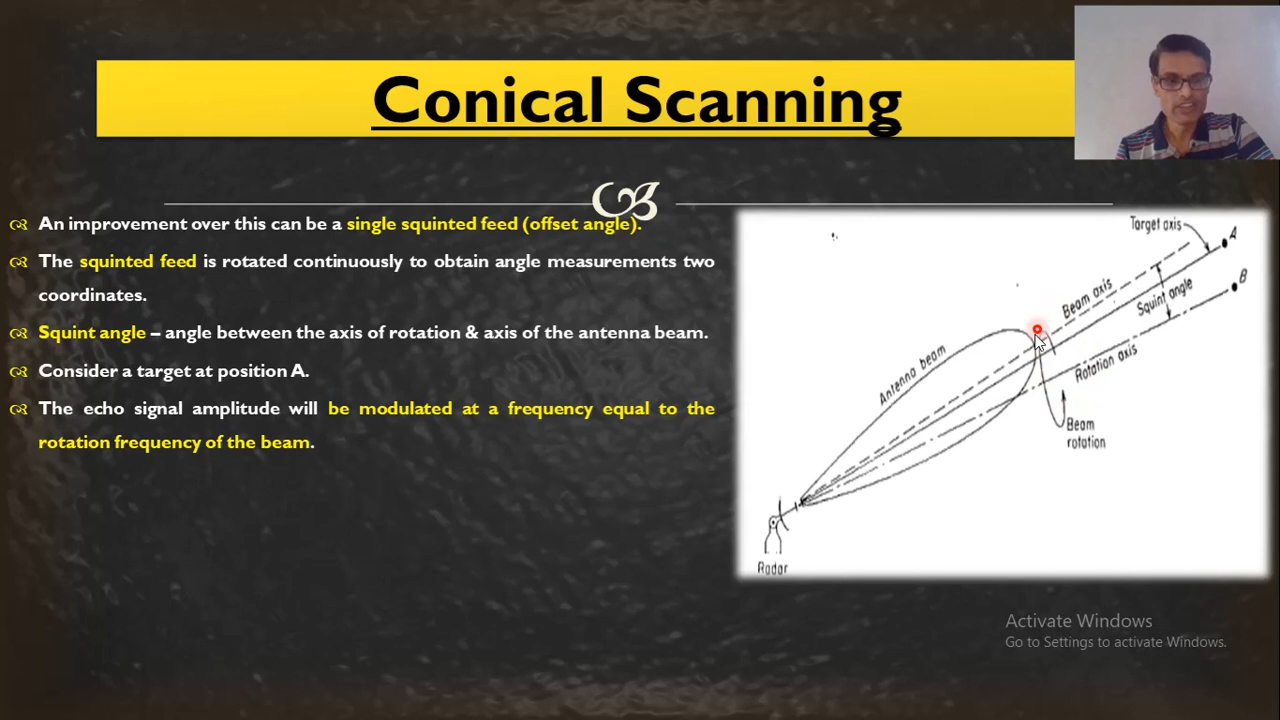 Conical Scanning
An improvement over this can be a single squinted feed (offset angle).
The squinted feed is rotated continuously to obtain angle measurements two
coordinates.
Squint angle – angle between the axis of rotation & axis of the antenna beam.
Consider a target at position A.
The echo signal amplitude will be modulated at a frequency equal to the
rotation frequency of the beam.
Target axis
A
B
Beam axis
Squint angle
Antenna beam
Rotation axis
Beam
rotation
Radar
Activate Windows
Go to Settings to activate Windows.